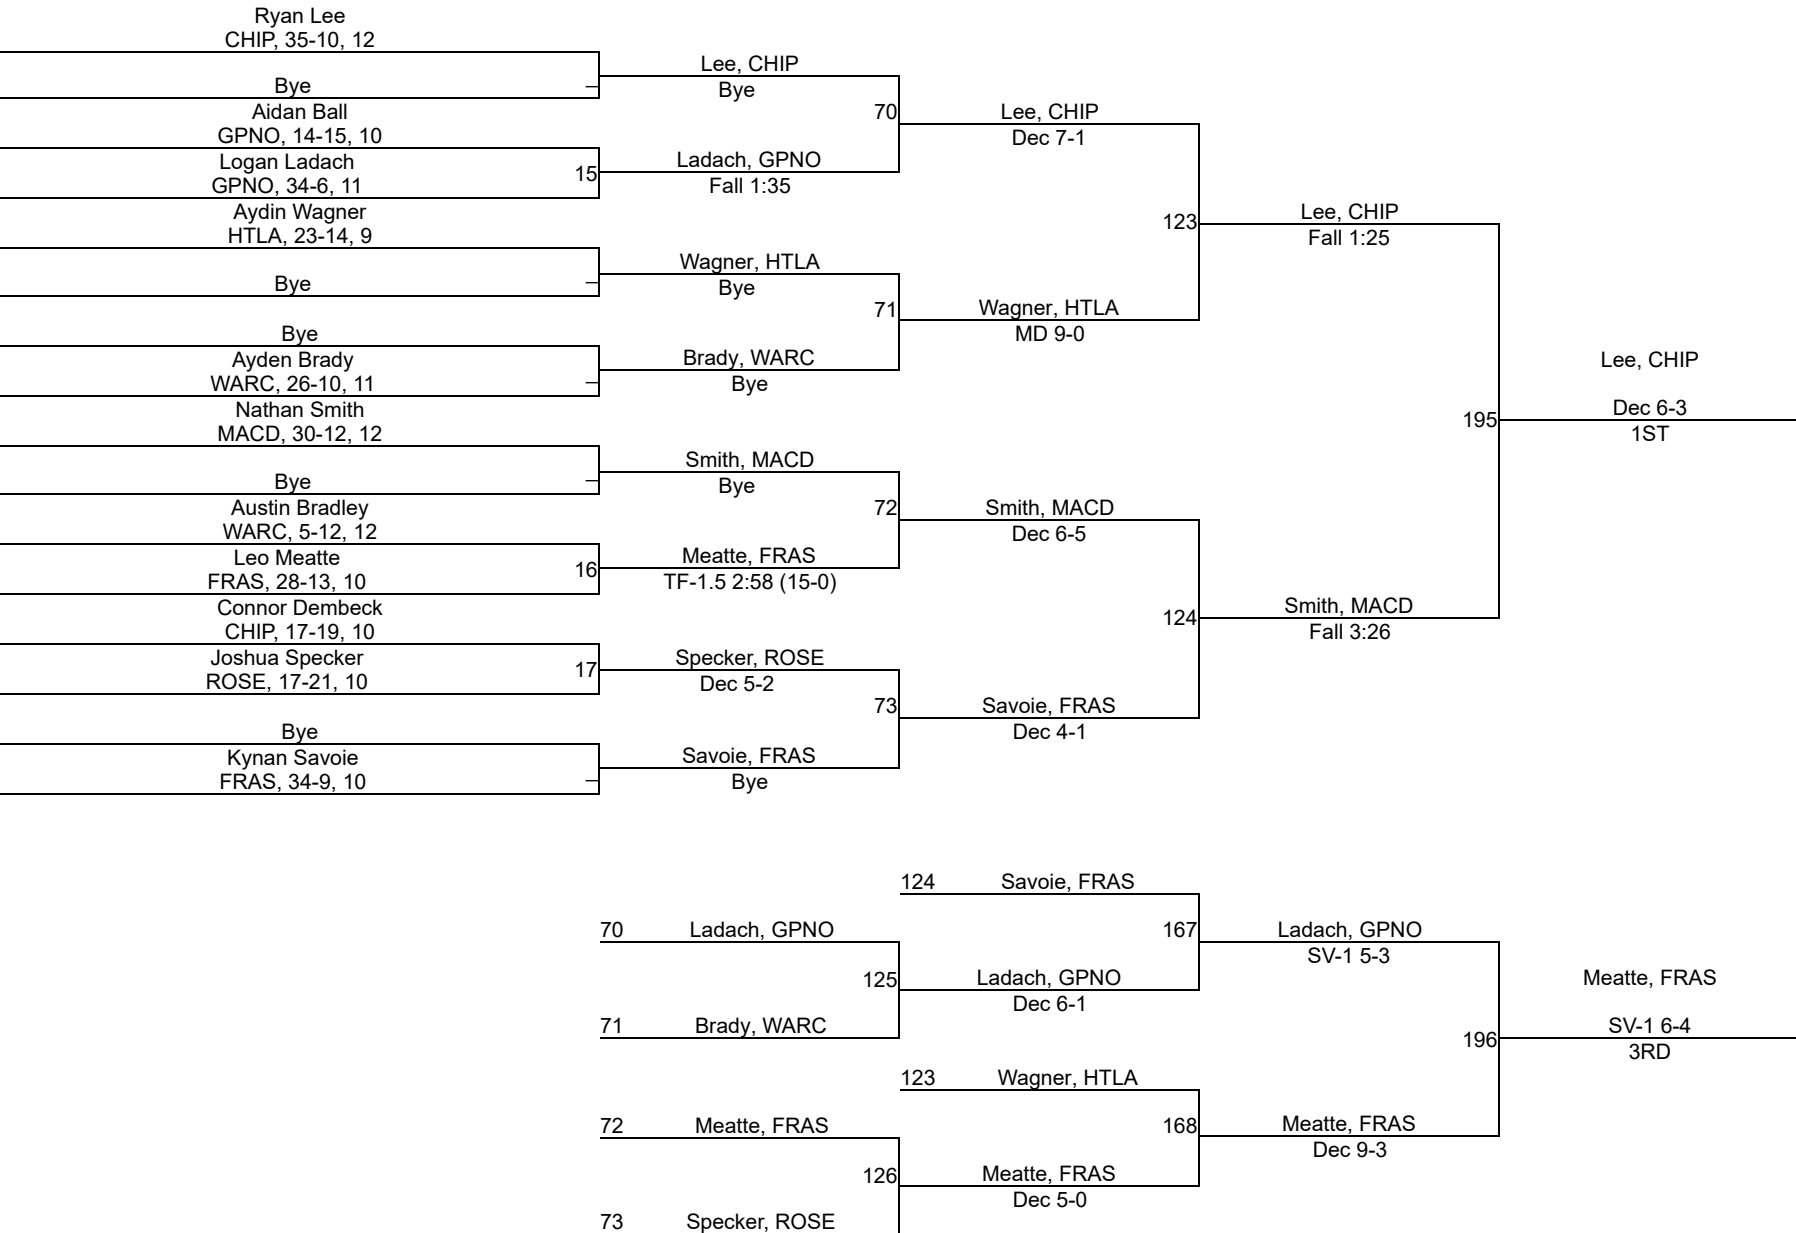 Ryan Lee
CHIP, 35-10, 12
Bye
–
Aidan Ball
GPNO, 14-15, 10
Logan Ladach
GPNO, 34-6, 11
15
Aydin Wagner
HTLA, 23-14, 9
Bye
–
Bye
Ayden Brady
WARC, 26-10, 11
–
Nathan Smith
MACD, 30-12, 12
Bye
–
Austin Bradley
WARC, 5-12, 12
Leo Meatte
FRAS, 28-13, 10
16
Connor Dembeck
CHIP, 17-19, 10
Joshua Specker
ROSE, 17-21, 10
17
Bye
Kynan Savoie
FRAS, 34-9, 10
–
Lee, CHIP
Bye
70
Ladach, GPNO
Fall 1:35
Wagner, HTLA
Bye
71
Brady, WARC
Bye
Smith, MACD
Bye
72
Meatte, FRAS
TF-1.5 2:58 (15-0)
Specker, ROSE
Dec 5-2
73
Savoie, FRAS
Bye
Lee, CHIP
Dec 7-1
123
Wagner, HTLA
MD 9-0
Smith, MACD
Dec 6-5
124
Savoie, FRAS
Dec 4-1
Lee, CHIP
Fall 1:25
195
Smith, MACD
Fall 3:26
Lee, CHIP
Dec 6-3
1ST
70 Ladach, GPNO
125
71 Brady, WARC
72 Meatte, FRAS
126
73 Specker, ROSE
124 Savoie, FRAS
167
Ladach, GPNO
Dec 6-1
123 Wagner, HTLA
168
Meatte, FRAS
Dec 5-0
Ladach, GPNO
SV-1 5-3
196
Meatte, FRAS
Dec 9-3
Meatte, FRAS
SV-1 6-4
3RD